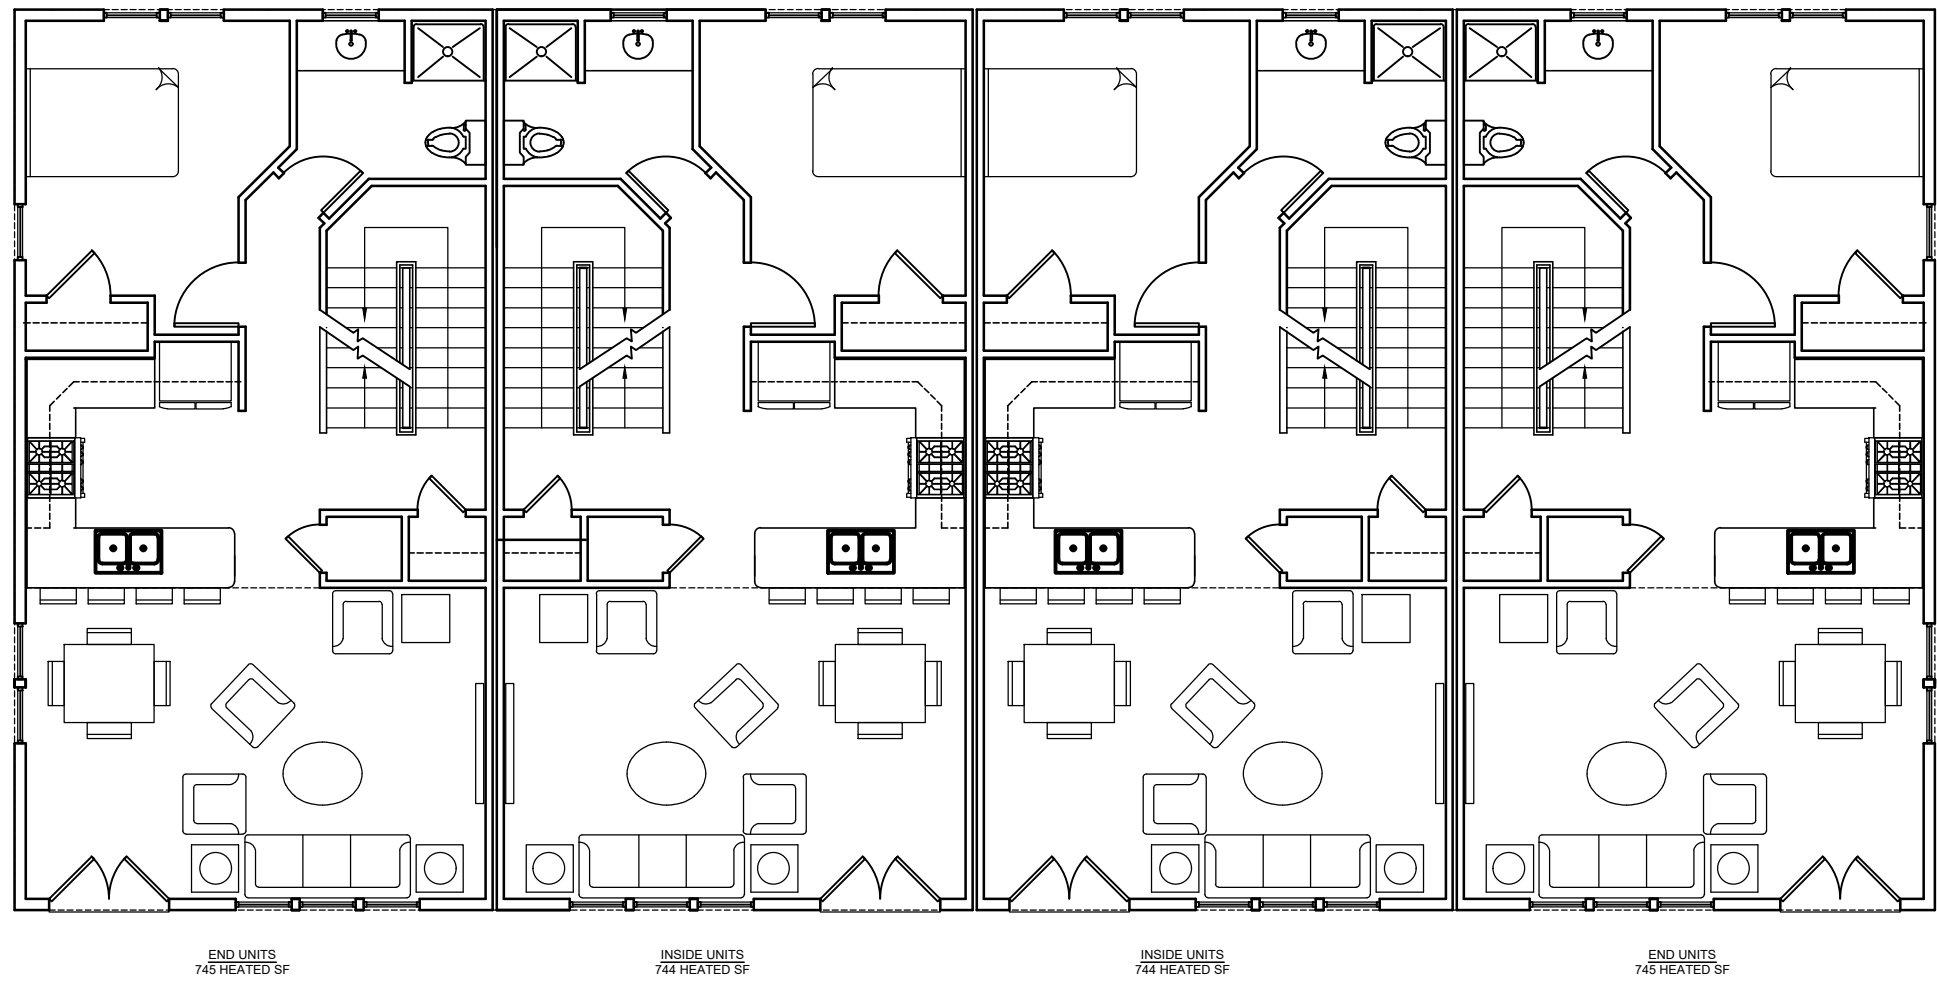 END UNITS
745 HEATED SF
INSIDE UNITS
744 HEATED SF
INSIDE UNITS
744 HEATED SF
END UNITS
745 HEATED SF